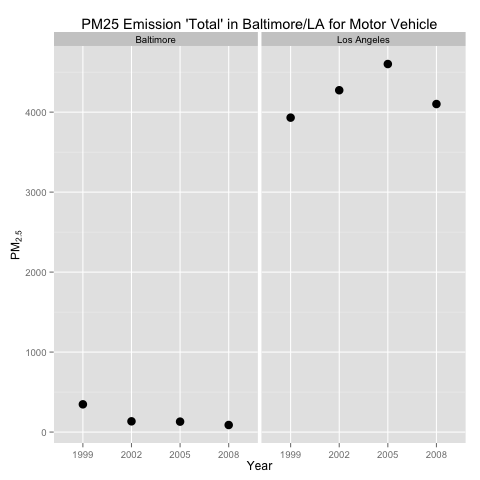 PM25 Emission 'Total' in Baltimore/LA for Motor Vehicle
Baltimore
Los Angeles
4000
3000
2000
1000
0
PM2.5
1999 2002 2005 2008
1999 2002 2005 2008
Year